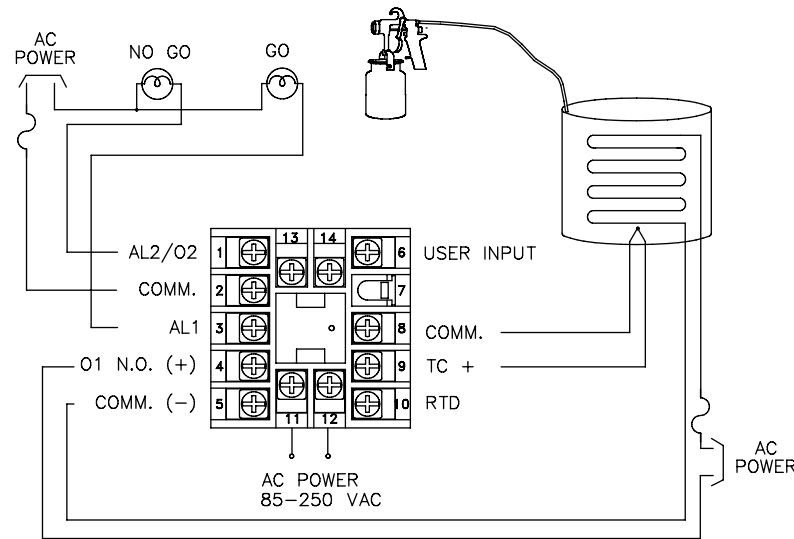 AC
POWER
NO GO
GO
AL2/O2
1
13
14
6
USER INPUT
COMM.
2
7
AL1
3
8
COMM.
O1 N.O. (+)
4
9
TC +
COMM. (-)
5
10
RTD
11
12
AC POWER
85-250 VAC
AC
POWER